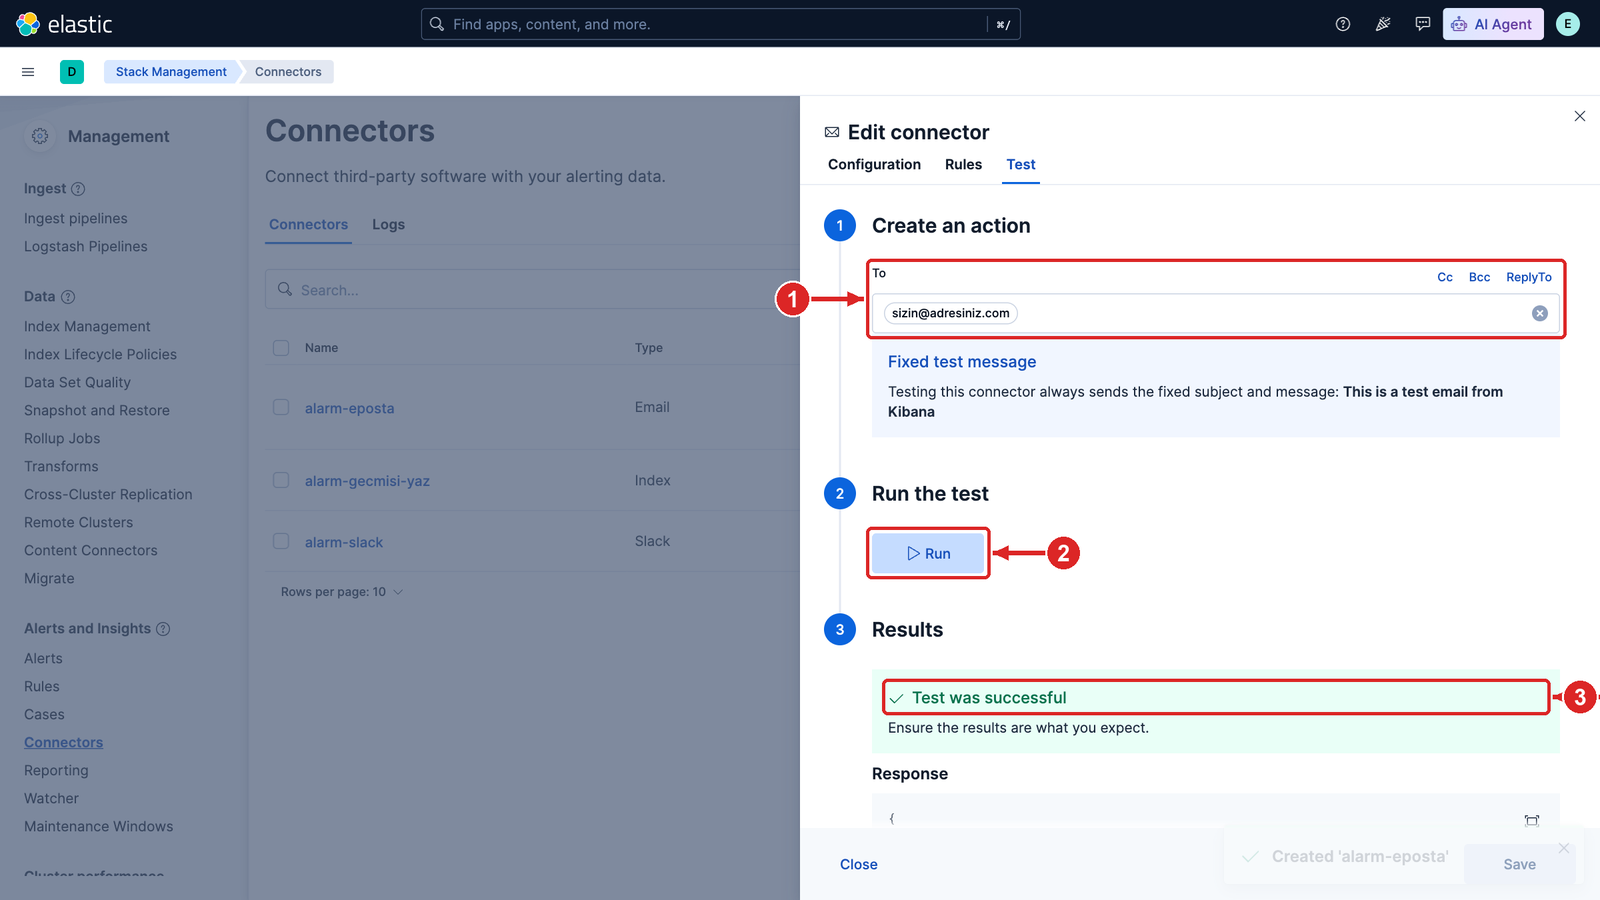 elastic
Find apps, content, and more.
⌘/
AI Agent
E
D
Stack Management
Connectors
Management
Ingest
Ingest pipelines
Logstash Pipelines
Data
Index Management
Index Lifecycle Policies
Data Set Quality
Snapshot and Restore
Rollup Jobs
Transforms
Cross-Cluster Replication
Remote Clusters
Content Connectors
Migrate
Alerts and Insights
Alerts
Rules
Cases
Connectors
Reporting
Watcher
Maintenance Windows
Cluster performance
Connectors
Connect third-party software with your alerting data.
Connectors Logs
Search...
Name Type
alarm-eposta Email
alarm-gecmisi-yaz Index
alarm-slack Slack
Rows per page: 10
Edit connector
Configuration Rules Test
1 Create an action
To Cc Bcc ReplyTo
1
sizin@adresiniz.com
Fixed test message
Testing this connector always sends the fixed subject and message: This is a test email from
Kibana
2 Run the test
Run
2
3 Results
Test was successful
3
Ensure the results are what you expect.
Response
{
Close
Created 'alarm-eposta'
Save